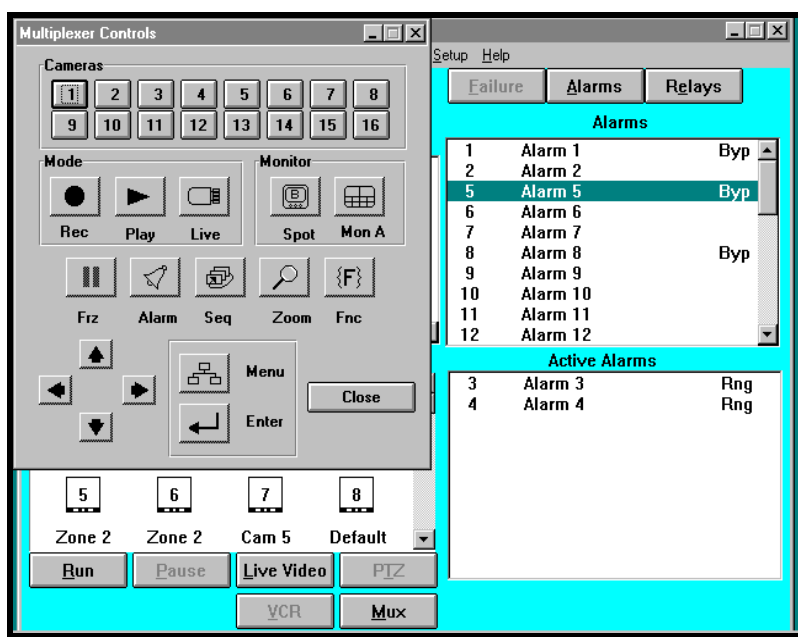 Multiplexer Controls
Setup Help
Cameras
1 2 3 4 5 6 7 8
9 10 11 12 13 14 15 16
Mode Monitor
B
Rec Play Live Spot Mon A
{F}
Frz Alarm Seq Zoom Fnc
Menu
Close
Enter
5 6 7 8
Zone 2 Zone 2 Cam 5 Default
Run Pause Live Video PTZ
VCR Mux
Failure Alarms Relays
Alarms
1 Alarm 1 Byp
2 Alarm 2
5 Alarm 5 Byp
6 Alarm 6
7 Alarm 7
8 Alarm 8 Byp
9 Alarm 9
10 Alarm 10
11 Alarm 11
12 Alarm 12
Active Alarms
3 Alarm 3 Rng
4 Alarm 4 Rng